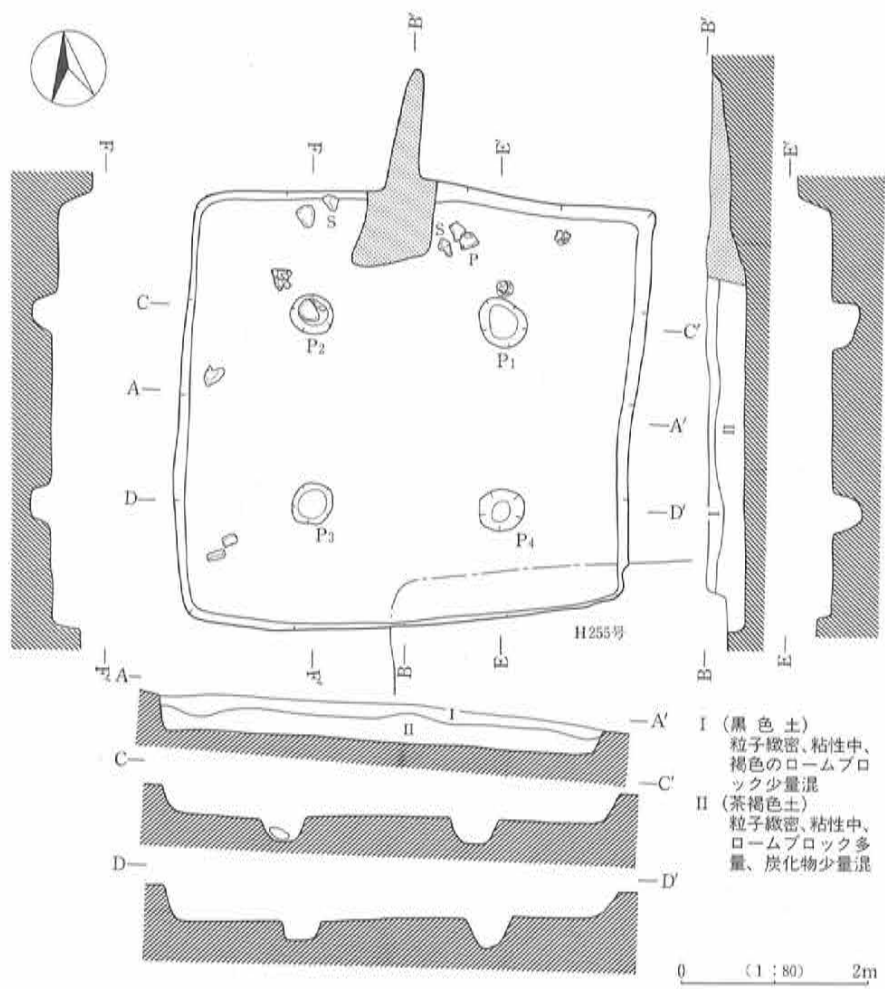 B'
B'
F'
F'
E'
E'
S
S
P
C
C'
P2
P1
A
A'
II
D
D'
I
P3
P4
H255号
F
F
B
E
B
E
A
I
A'
II
C
C'
D
D'
I （黒色土）
粒子緻密、粘性中、
褐色のロームブロ
ック少量混
II （茶褐色土）
粒子緻密、粘性中、
ロームブロック多
量、炭化物少量混
0 （1：80） 2m